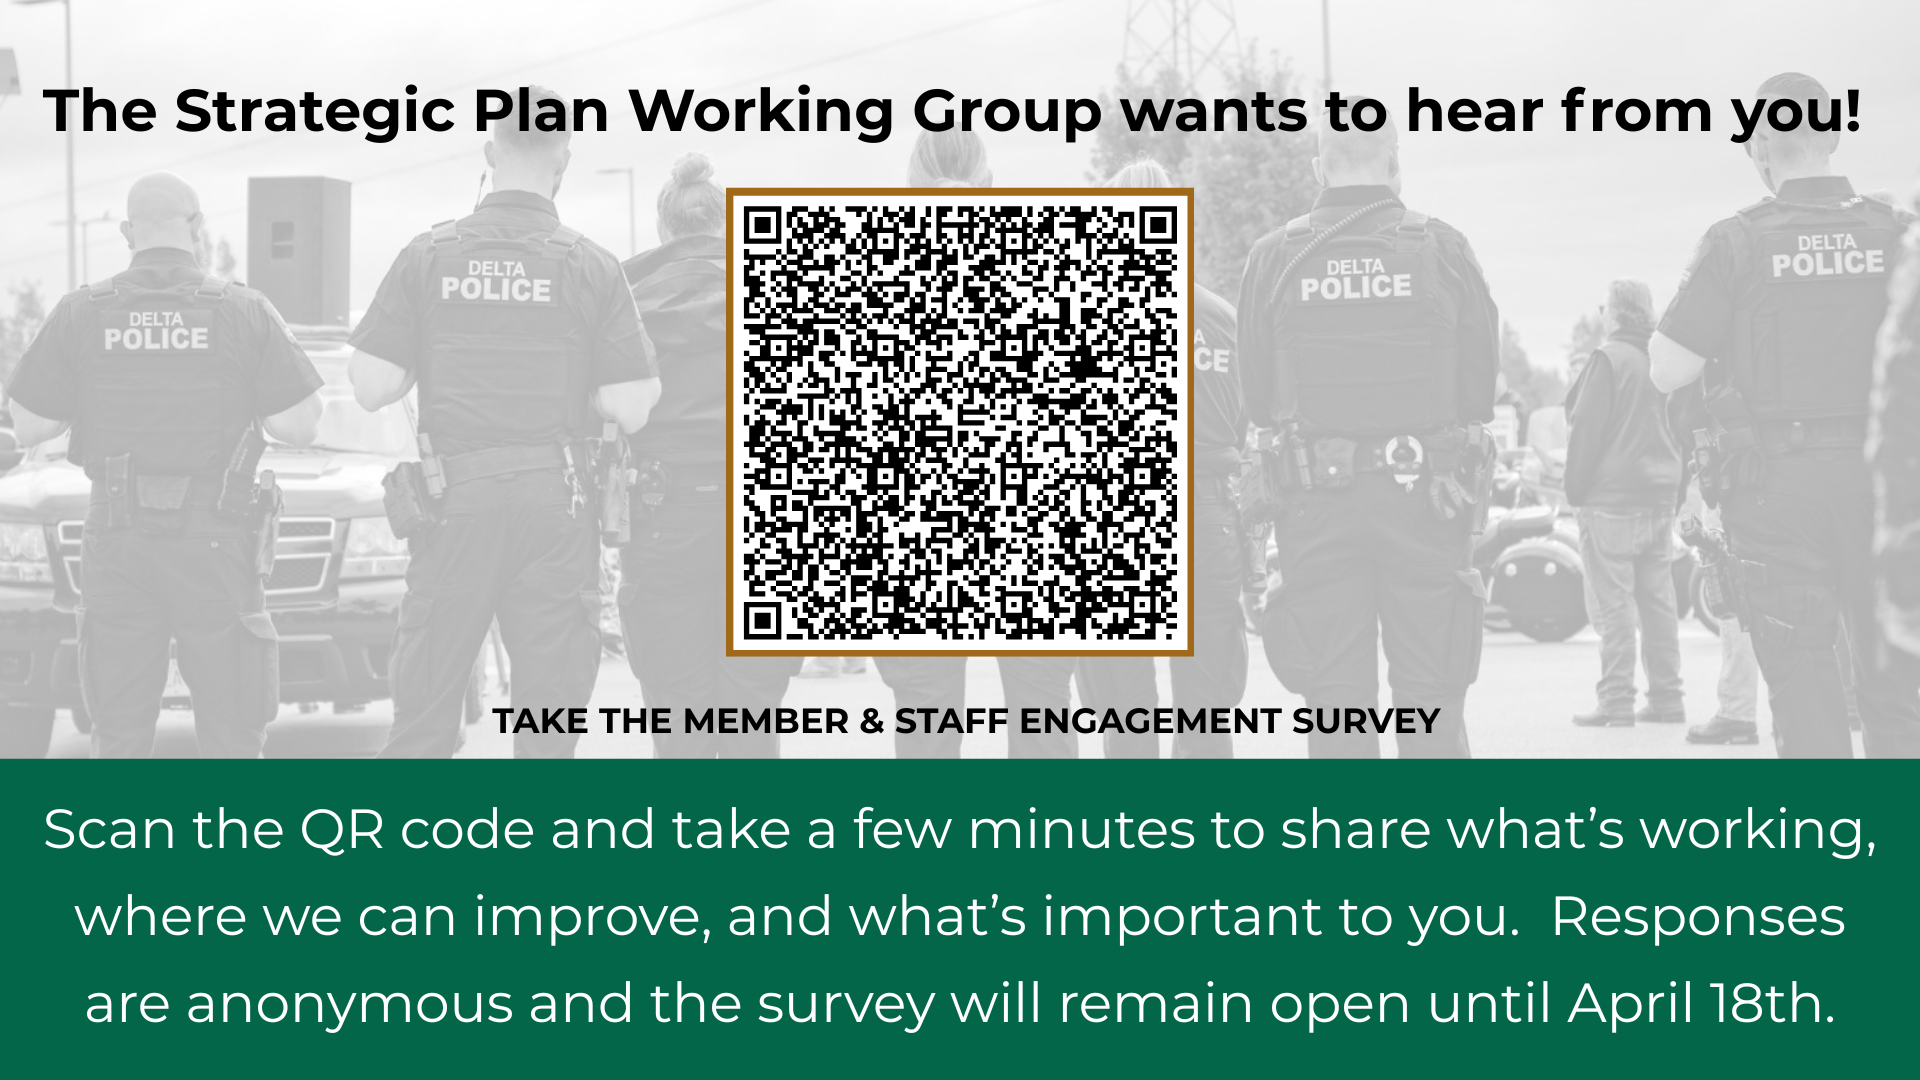 The Strategic Plan Working Group wants to hear from you!
DELTA
POLICE
DELTA
POLICE
A
CE
DELTA
POLICE
DELTA
POLICE
TAKE THE MEMBER & STAFF ENGAGEMENT SURVEY
Scan the QR code and take a few minutes to share what’s working,
where we can improve, and what’s important to you.  Responses
are anonymous and the survey will remain open until April 18th.